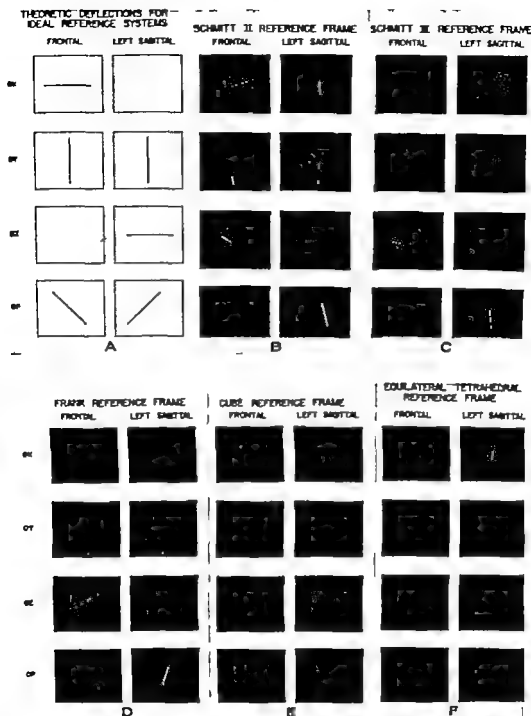 THEORETIC DEFLECTIONS FOR
IDEAL REFERENCE SYSTEMS
FRONTAL LEFT SAGITTAL
SCHMITT II REFERENCE FRAME
FRONTAL LEFT SAGITTAL
SCHMITT III REFERENCE FRAME
FRONTAL LEFT SAGITTAL
A
B
C
FRANK REFERENCE FRAME
FRONTAL LEFT SAGITTAL
CUBE REFERENCE FRAME
FRONTAL LEFT SAGITTAL
EQUILATERAL TETRAHEDRAL
REFERENCE FRAME
FRONTAL LEFT SAGITTAL
D
E
F